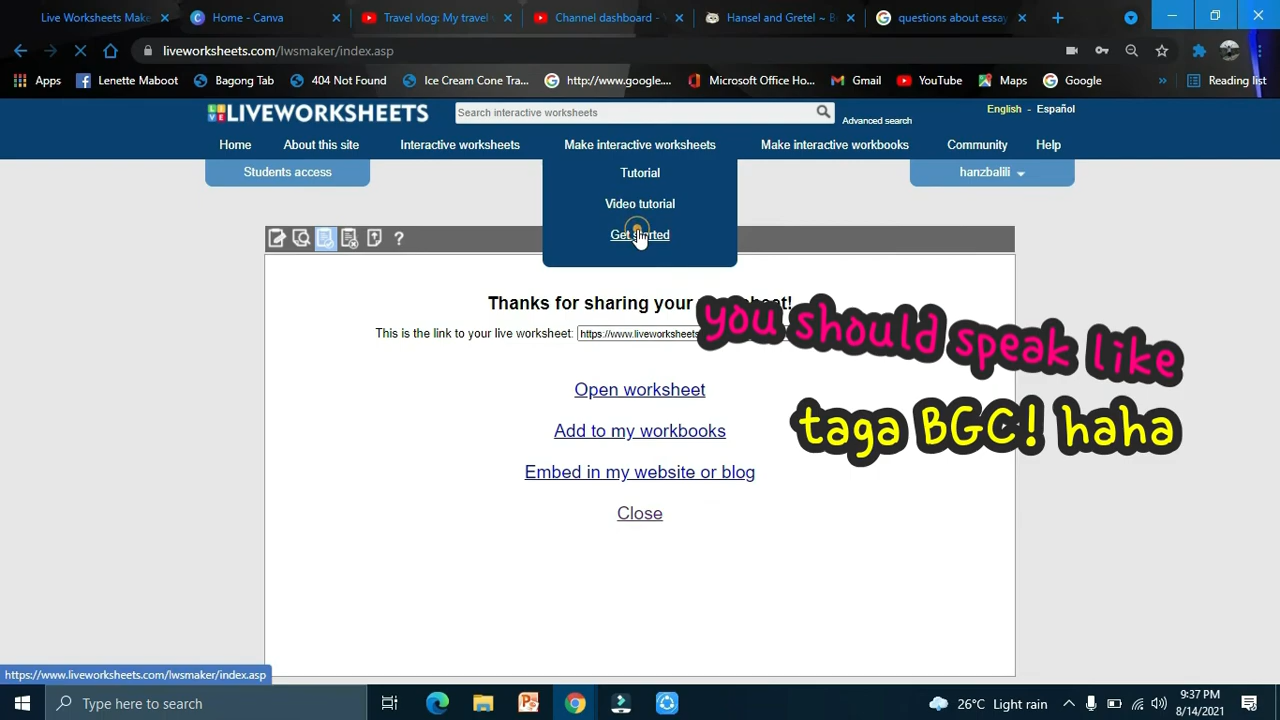 Live Worksheets Make
Home - Canva
Travel vlog: My travel
Channel dashboard - Y
Hansel and Gretel ~ B
questions about essay
liveworksheets.com/lwsmaker/index.asp
Apps
Lenette Maboot
Bagong Tab
404 Not Found
Ice Cream Cone Tra...
http://www.google....
Microsoft Office Ho...
Gmail
YouTube
Maps
Google
»
Reading list
LIVEWORKSHEETS
Search interactive worksheets
Advanced search
English - Español
Home
About this site
Interactive worksheets
Make interactive worksheets
Make interactive workbooks
Community
Help
Students access
Tutorial
hanzbalili
Video tutorial
Get started
?
Thanks for sharing your worksheet!
This is the link to your live worksheet: https://www.liveworksheets
you should speak like
taga BGC! haha
Open worksheet
Add to my workbooks
Embed in my website or blog
Close
https://www.liveworksheets.com/lwsmaker/index.asp
Type here to search
26°C Light rain
9:37 PM
8/14/2021